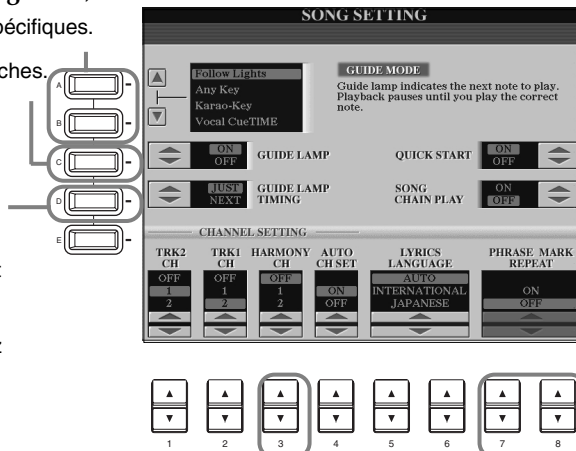 SONG SETTING
pécifiques.
ches.
A
B
C
D
E
Follow Lights
Any Key
Karao-Key
Vocal CueTIME
GUIDE MODE
Guide lamp indicates the next note to play.
Playback pauses until you play the correct
note.
ON
OFF
GUIDE LAMP
QUICK START
ON
OFF
JUST
NEXT
GUIDE LAMP
TIMING
SONG
CHAIN PLAY
ON
OFF
CHANNEL SETTING
TRK2
CH
TRK1
CH
HARMONY
CH
AUTO
CH SET
LYRICS
LANGUAGE
PHRASE MARK
REPEAT
OFF
1
2
OFF
1
2
OFF
1
2
ON
OFF
AUTO
INTERNATIONAL
JAPANESE
ON
OFF
1 2 3 4 5 6 7 8